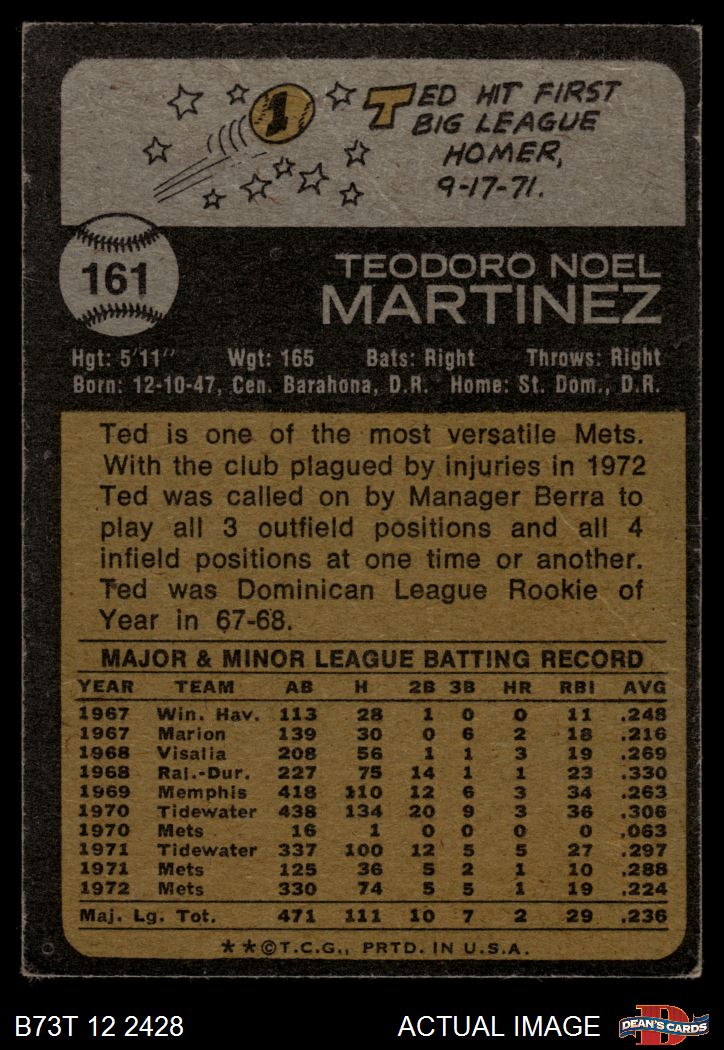 1
TED HIT FIRST
BIG LEAGUE
HOMER,
9-17-71.
161
TEODORO NOEL
MARTINEZ
Hgt: 5'11" Wgt: 165 Bats: Right Throws: Right
Born: 12-10-47, Cen. Barahona, D.R. Home: St. Dom., D.R.
Ted is one of the most versatile Mets.
With the club plagued by injuries in 1972
Ted was called on by Manager Berra to
play all 3 outfield positions and all 4
infield positions at one time or another.
Ted was Dominican League Rookie of
Year in 67-68.
MAJOR & MINOR LEAGUE BATTING RECORD
YEAR TEAM AB H 2B 3B HR RBI AVG
1967 Win. Hav. 113 28 1 0 0 11 .248
1967 Marion 139 30 0 6 2 18 .216
1968 Visalia 208 56 1 1 3 19 .269
1968 Ral.-Dur. 227 75 14 1 1 23 .330
1969 Memphis 418 110 12 6 3 34 .263
1970 Tidewater 438 134 20 9 3 36 .306
1970 Mets 16 1 0 0 0 0 .063
1971 Tidewater 337 100 12 5 5 27 .297
1971 Mets 125 36 5 2 1 10 .288
1972 Mets 330 74 5 5 1 19 .224
Maj. Lg. Tot. 471 111 10 7 2 29 .236
**©T.C.G., PRTD. IN U.S.A.
B73T 12 2428 ACTUAL IMAGE
D
DEAN'S CARDS